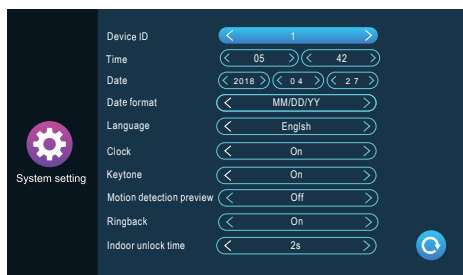 Device ID 1
Time 05 42
Date 2018 04 27
Date format MM/DD/YY
Language Englsh
Clock On
Keytone On
System setting
Motion detection preview Off
Ringback On
Indoor unlock time 2s